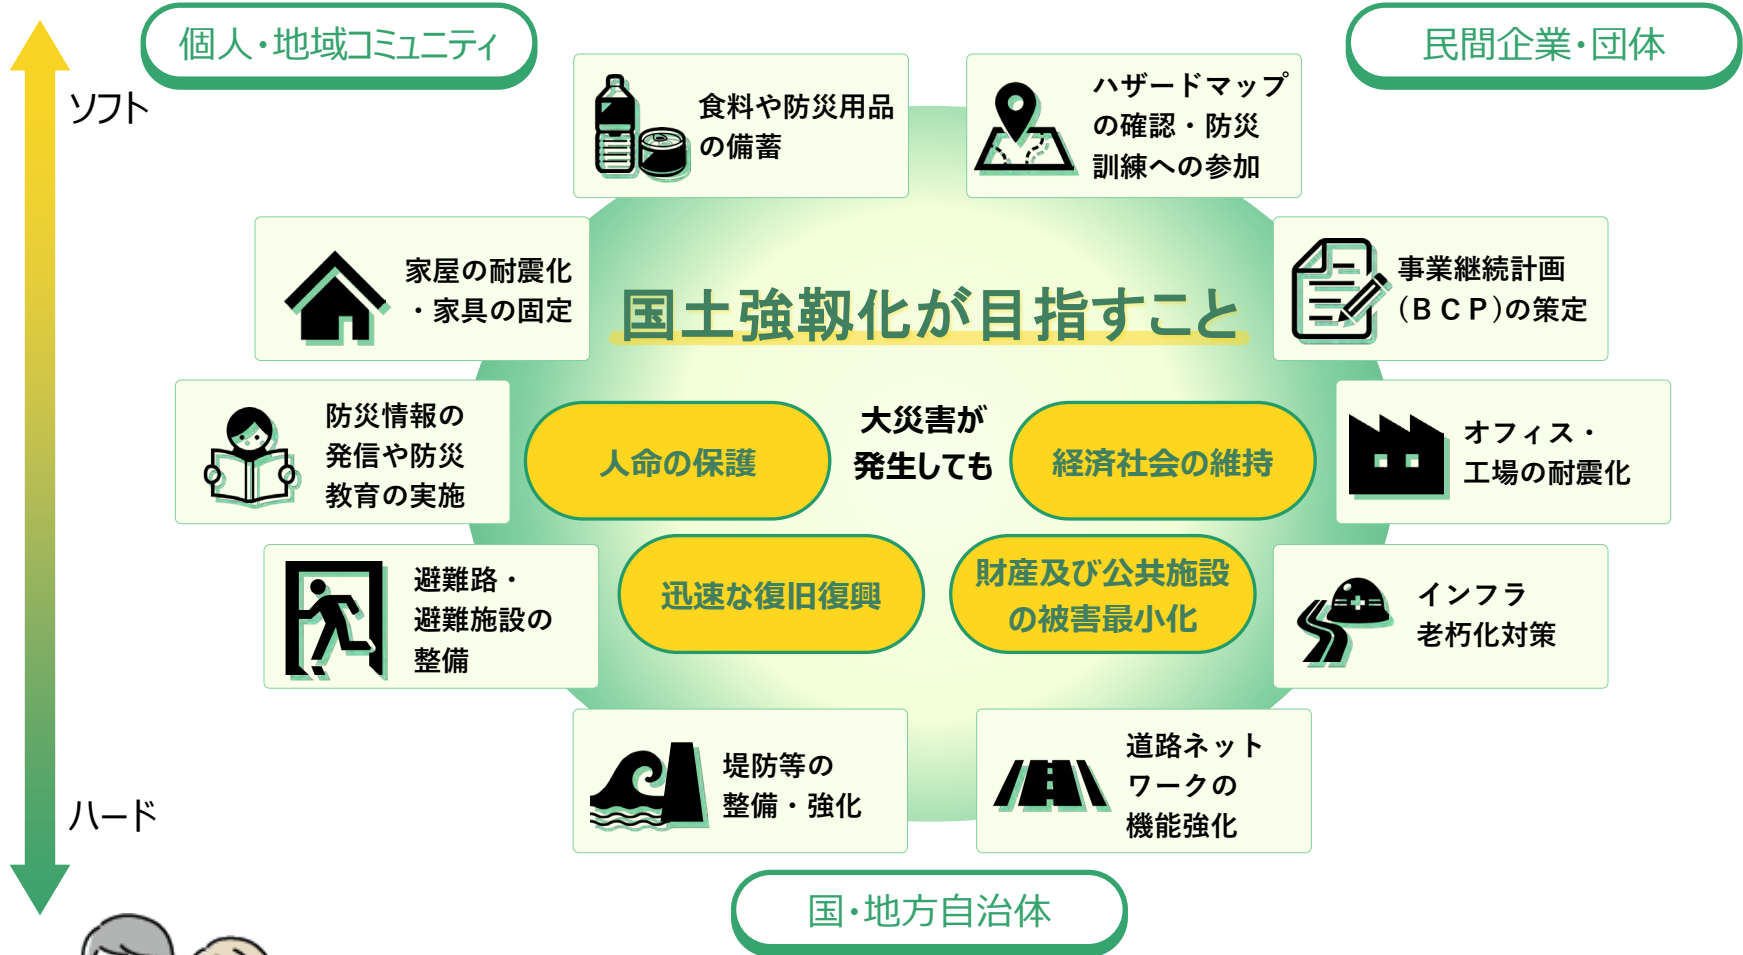 個人・地域コミュニティ
民間企業・団体
ソフト
食料や防災用品
の備蓄
ハザードマップ
の確認・防災
訓練への参加
家屋の耐震化
・家具の固定
国土強靱化が目指すこと
事業継続計画
(ＢＣＰ)の策定
防災情報の
発信や防災
教育の実施
人命の保護
大災害が
発生しても
経済社会の維持
オフィス・
工場の耐震化
避難路・
避難施設の
整備
迅速な復旧復興
財産及び公共施設
の被害最小化
インフラ
老朽化対策
ハード
堤防等の
整備・強化
道路ネット
ワークの
機能強化
国・地方自治体